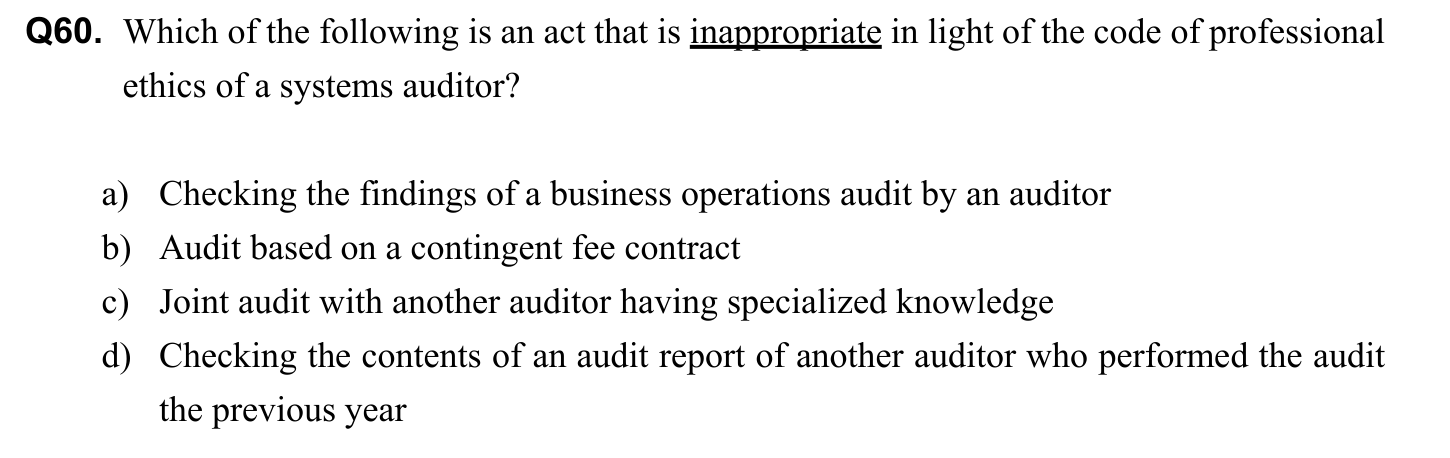 Q60. Which of the following is an act that is inappropriate in light of the code of professional
ethics of a systems auditor?
a) Checking the findings of a business operations audit by an auditor
b) Audit based on a contingent fee contract
c) Joint audit with another auditor having specialized knowledge
d) Checking the contents of an audit report of another auditor who performed the audit
the previous year